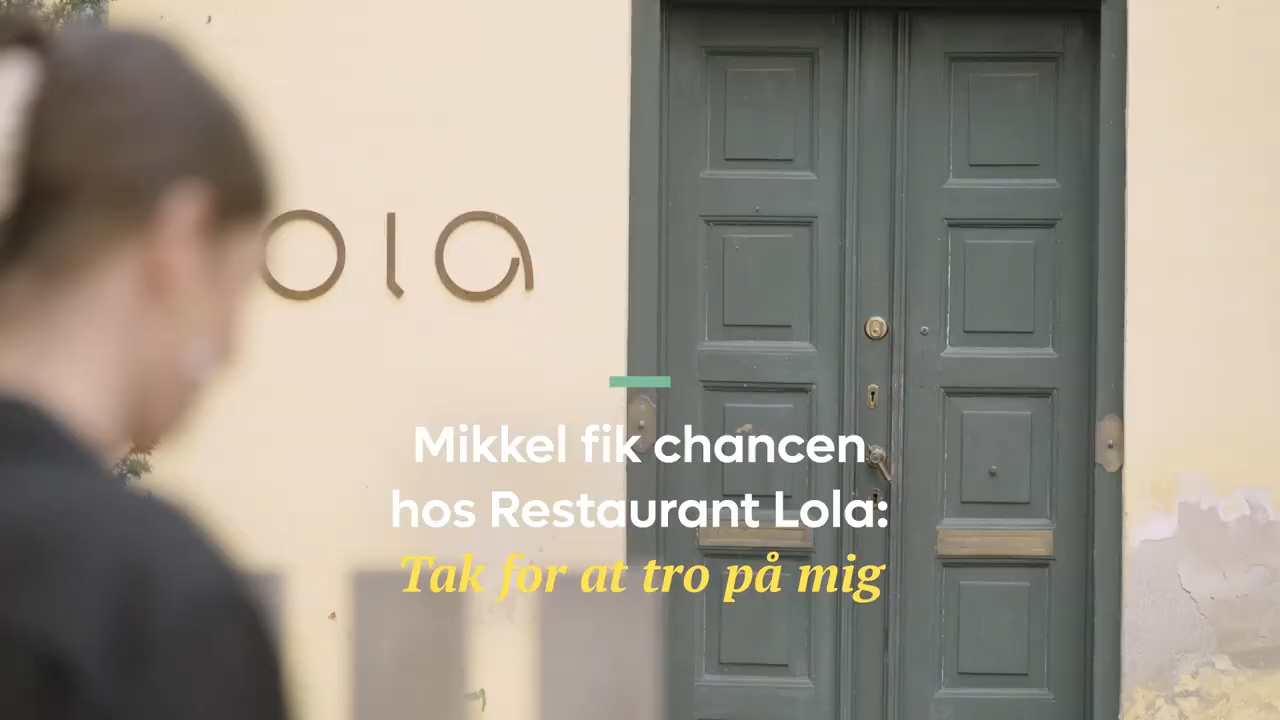 ola
Mikkel fik chancen
hos Restaurant Lola:
Tak for at tro på mig